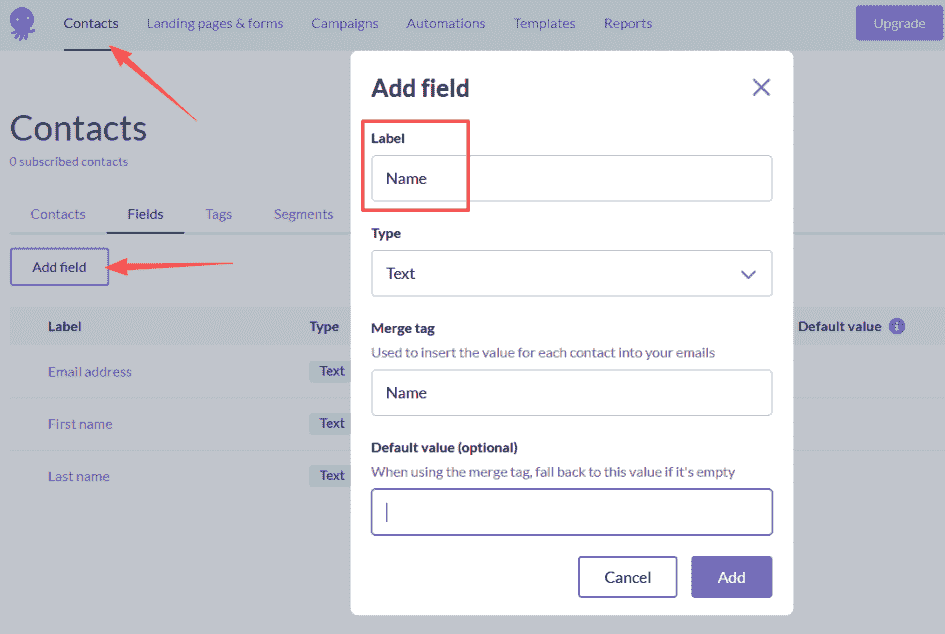 Contacts
Landing pages & forms
Campaigns
Automations
Templates
Reports
Upgrade
Contacts
0 subscribed contacts
Contacts
Fields
Tags
Segments
Add field
Label
Type
Default value
Email address
Text
First name
Text
Last name
Text
Add field
Label
Name
Type
Text
Merge tag
Used to insert the value for each contact into your emails
Name
Default value (optional)
When using the merge tag, fall back to this value if it's empty
Cancel
Add